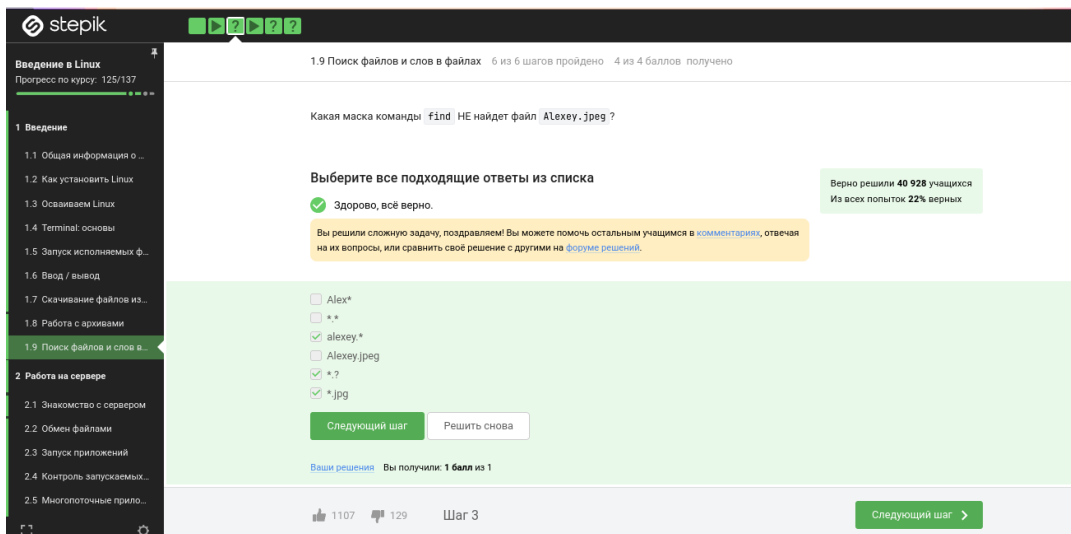 stepik
?
? ?
Введение в Linux
Прогресс по курсу: 125/137
1 Введение
1.1 Общая информация о ...
1.2 Как установить Linux
1.3 Осваиваем Linux
1.4 Terminal: основы
1.5 Запуск исполняемых ф...
1.6 Ввод / вывод
1.7 Скачивание файлов из...
1.8 Работа с архивами
1.9 Поиск файлов и слов в...
2 Работа на сервере
2.1 Знакомство с сервером
2.2 Обмен файлами
2.3 Запуск приложений
2.4 Контроль запускаемых...
2.5 Многопоточные прило...
1.9 Поиск файлов и слов в файлах 6 из 6 шагов пройдено 4 из 4 баллов получено
Какая маска команды find НЕ найдет файл Alexey.jpeg ?
Выберите все подходящие ответы из списка
Здорово, всё верно.
Вы решили сложную задачу, поздравляем! Вы можете помочь остальным учащимся в комментариях, отвечая
на их вопросы, или сравнить своё решение с другими на форуме решений.
Верно решили 40 928 учащихся
Из всех попыток 22% верных
Alex*
*.*
alexey.*
Alexey.jpeg
*.?
*.jpg
Следующий шаг
Решить снова
Ваши решения Вы получили: 1 балл из 1
1107 129 Шаг 3
Следующий шаг